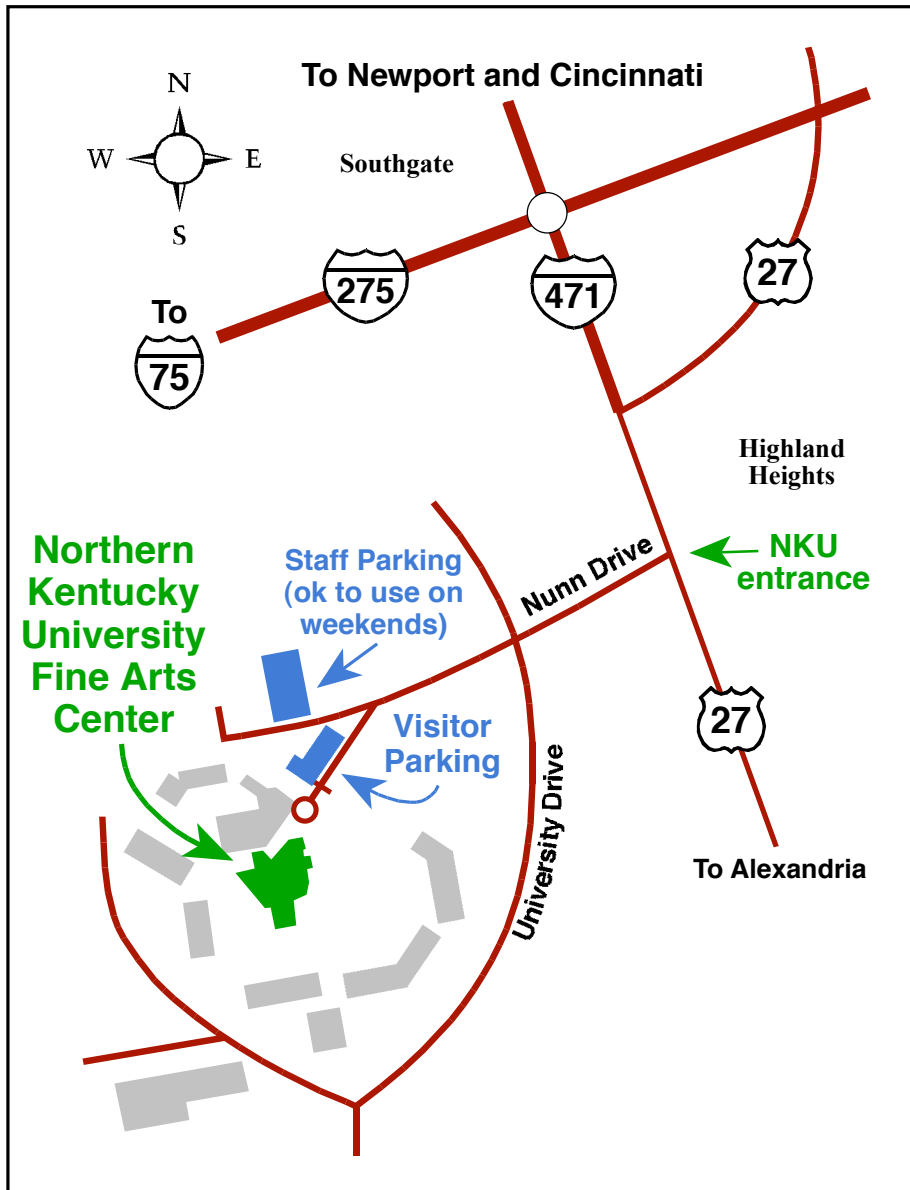 To Newport and Cincinnati
N
W
E
S
Southgate
27
275
471
To
75
Highland
Heights
Northern
Kentucky
University
Fine Arts
Center
Staff Parking
(ok to use on
weekends)
Nunn Drive
NKU
entrance
27
Visitor
Parking
University Drive
To Alexandria